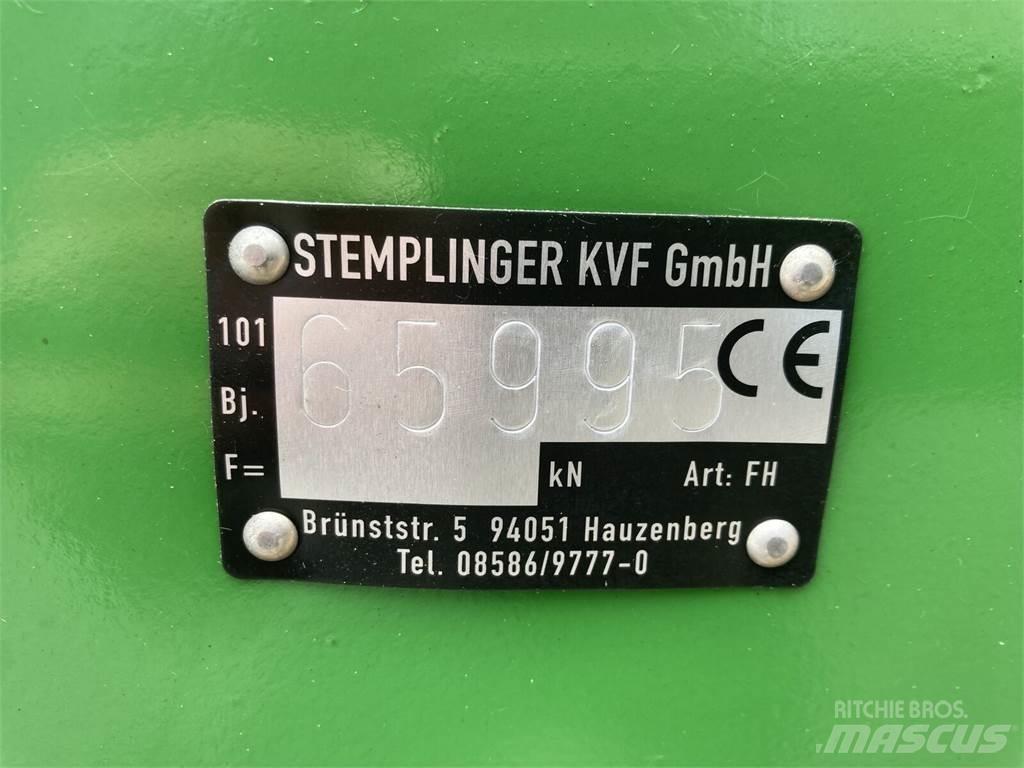 STEMPLINGER KVF GmbH
101 65995 CE
Bj.
F= kN Art: FH
Brünststr. 5 94051 Hauzenberg
Tel. 08586/9777-0
RITCHIE BROS.
MASCUS